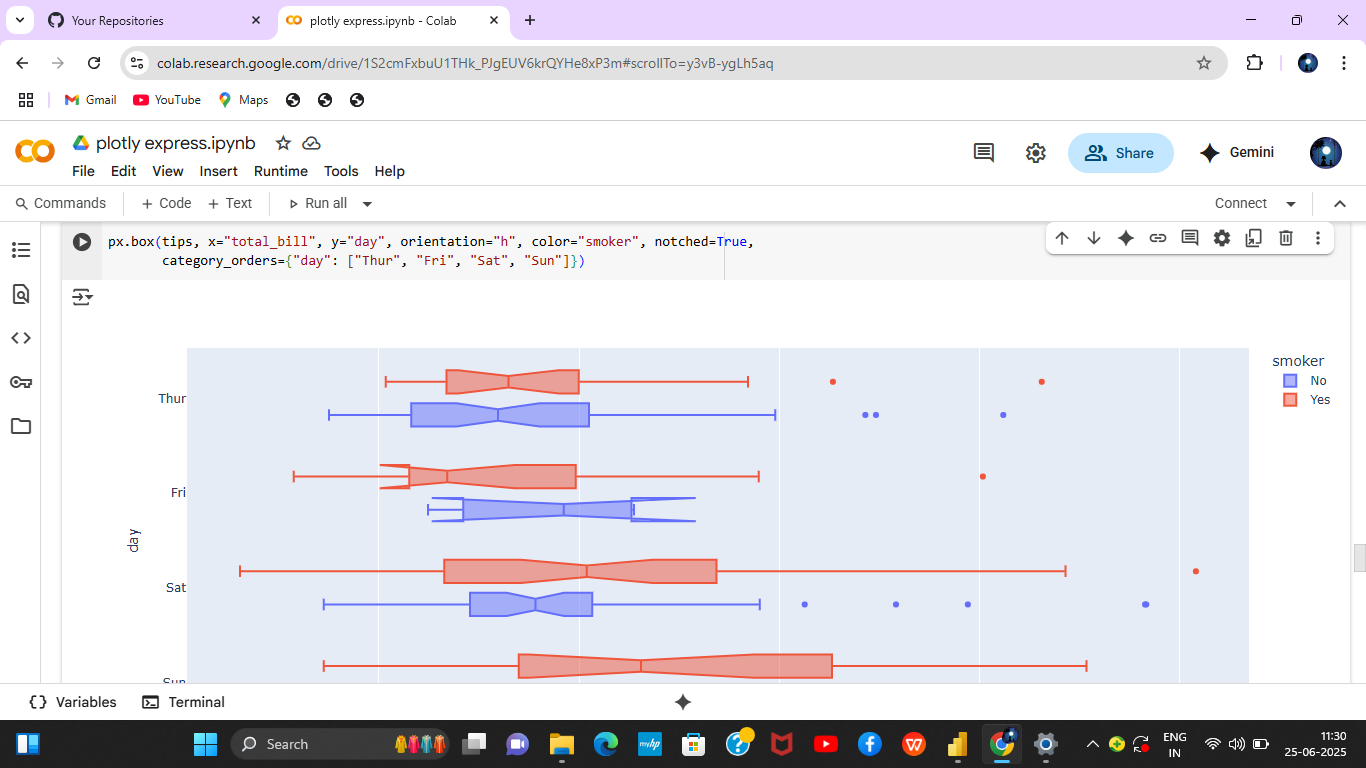 Your Repositories
plotly express.ipynb - Colab
colab.research.google.com/drive/1S2cmFxbuU1THk_PJgEUV6krQYHe8xP3m#scrollTo=y3vB-ygLh5aq
Gmail
YouTube
Maps
plotly express.ipynb
File Edit View Insert Runtime Tools Help
Share
Gemini
Commands + Code + Text Run all
Connect
px.box(tips, x="total_bill", y="day", orientation="h", color="smoker", notched=True,
category_orders={"day": ["Thur", "Fri", "Sat", "Sun"]})
smoker
No
Yes
Thur
Fri
day
Sat
Sun
Variables
Terminal
Search
myhp
ENG
IN
11:30
25-06-2025